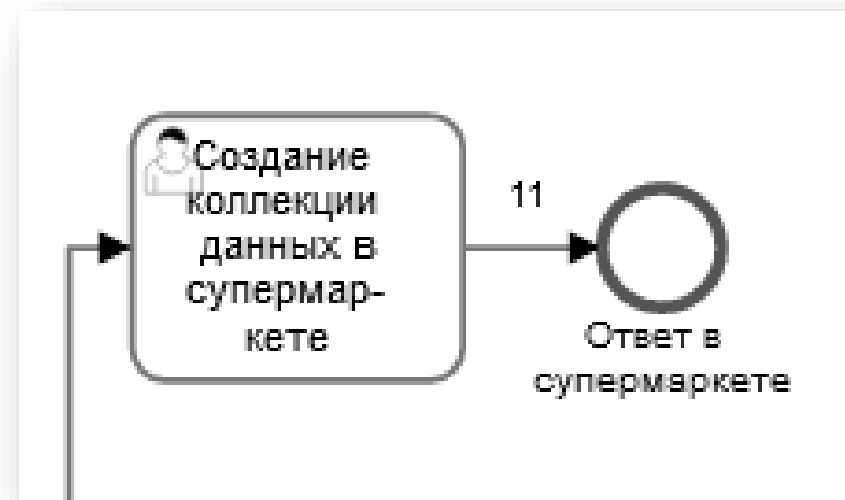 Создание
коллекции
данных в
супермар-
кете
11
Ответ в
супермаркете